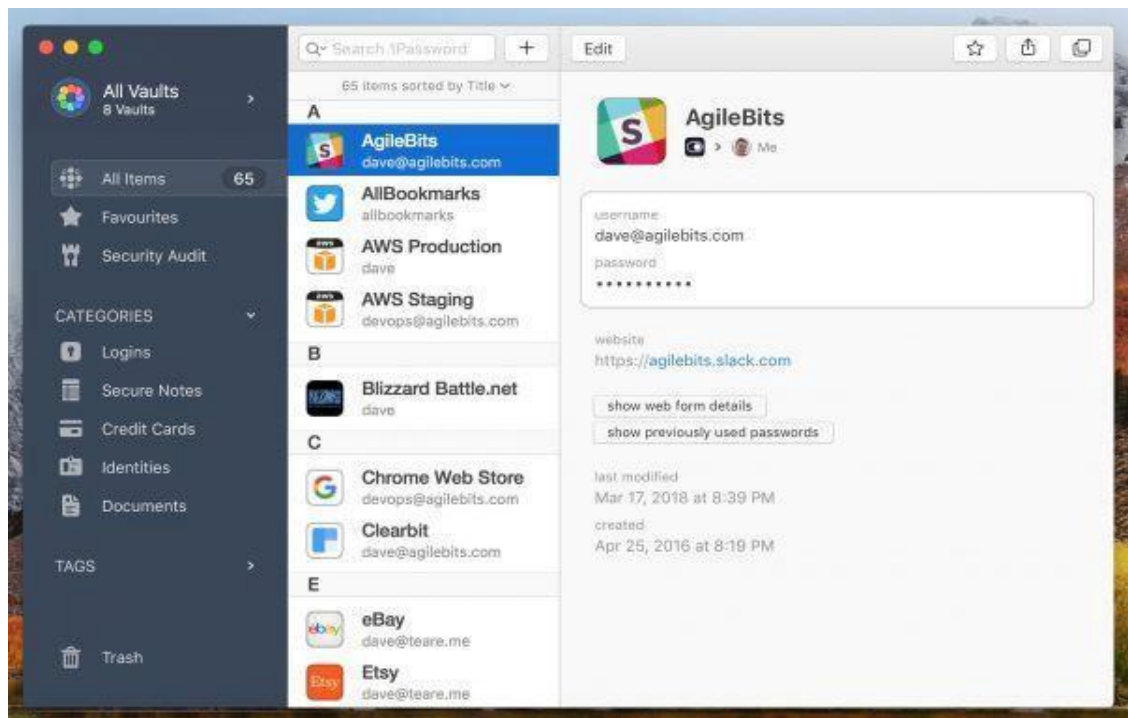 All Vaults
8 Vaults
All Items 65
Favourites
Security Audit
CATEGORIES
Logins
Secure Notes
Credit Cards
Identities
Documents
TAGS
Trash
Search 1Password
65 items sorted by Title
A
AgileBits
dave@agilebits.com
AllBookmarks
allbookmarks
aws
AWS Production
dave
aws
AWS Staging
devops@agilebits.com
B
Blizzard Battle.net
dave
C
G
Chrome Web Store
devops@agilebits.com
Clearbit
dave@agilebits.com
E
ebay
eBay
dave@teare.me
Etsy
Etsy
dave@teare.me
Edit
S
AgileBits
Me
username
dave@agilebits.com
password
••••••••••
website
https://agilebits.slack.com
show web form details
show previously used passwords
last modified
Mar 17, 2018 at 8:39 PM
created
Apr 25, 2016 at 8:19 PM